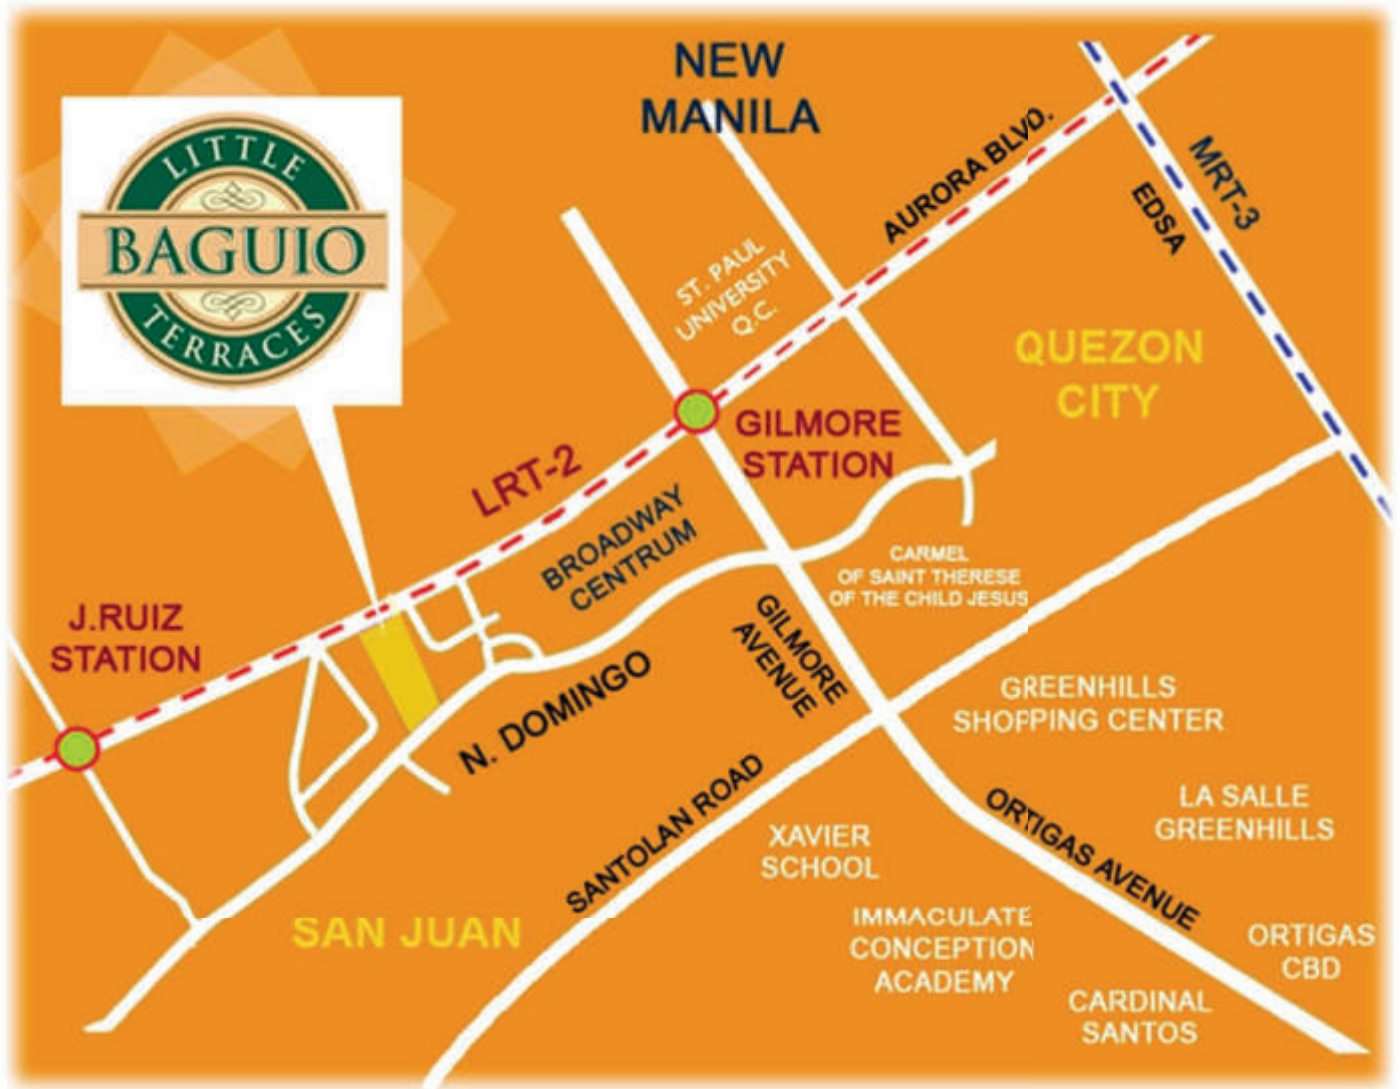 NEW
MANILA
LITTLE
BAGUIO
TERRACES
AURORA BLVD.
MRT-3
EDSA
ST. PAUL
UNIVERSITY
Q.C.
QUEZON
CITY
GILMORE
STATION
LRT-2
BROADWAY
CENTRUM
CARMEL
OF SAINT THERESE
OF THE CHILD JESUS
J.RUIZ
STATION
GILMORE
AVENUE
N. DOMINGO
GREENHILLS
SHOPPING CENTER
SANTOLAN ROAD
ORTIGAS AVENUE
LA SALLE
GREENHILLS
XAVIER
SCHOOL
SAN JUAN
IMMACULATE
CONCEPTION
ACADEMY
ORTIGAS
CBD
CARDINAL
SANTOS